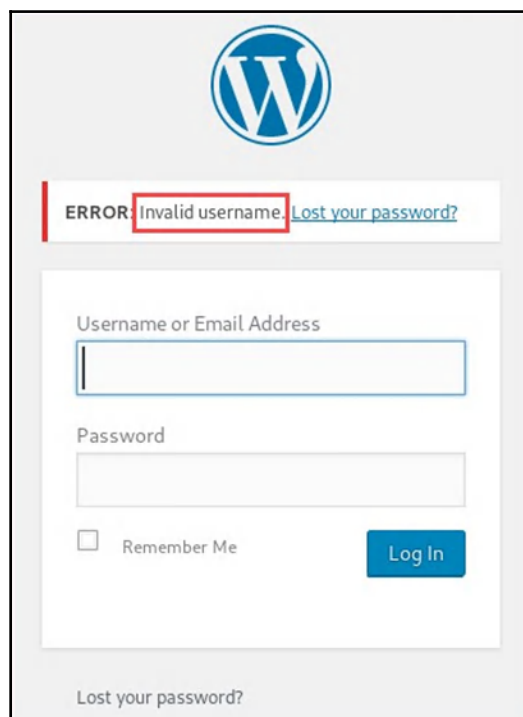 ERROR: Invalid username. Lost your password?
Username or Email Address
Password
Remember Me
Log In
Lost your password?